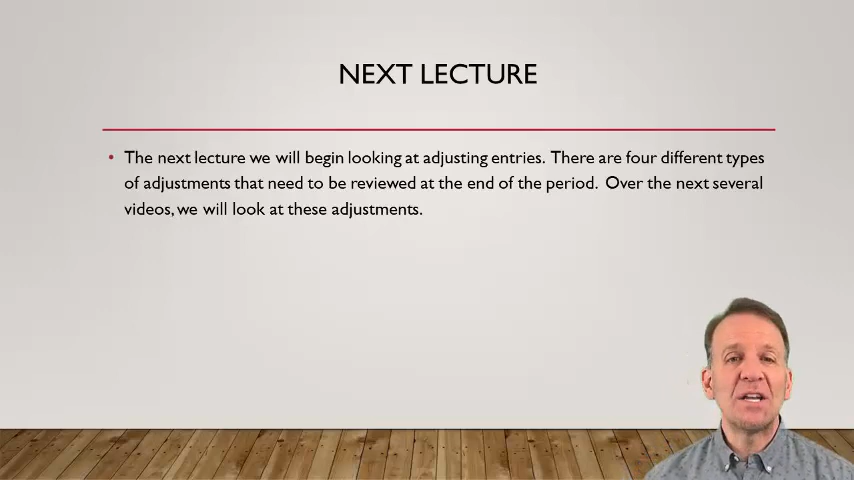 NEXT LECTURE
• The next lecture we will begin looking at adjusting entries. There are four different types
of adjustments that need to be reviewed at the end of the period. Over the next several
videos, we will look at these adjustments.